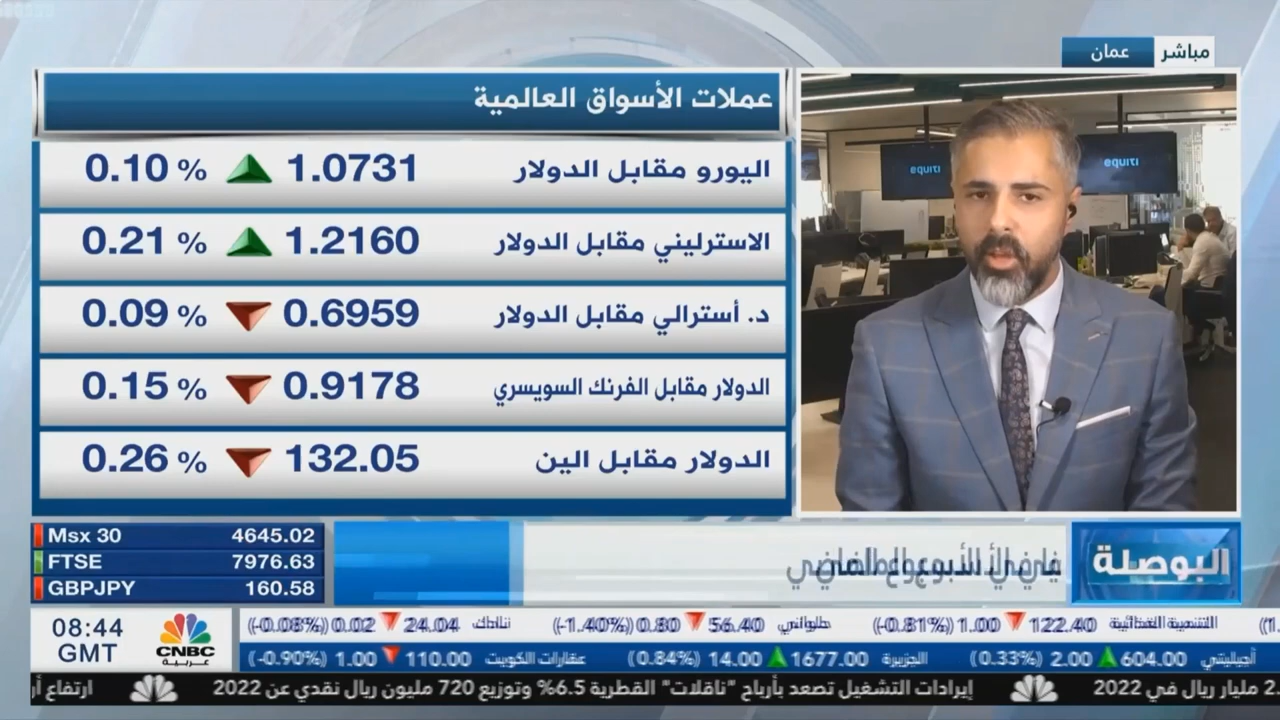 مباشر عمان
عملات الأسواق العالمية
اليورو مقابل الدولار 1.0731 ▲ 0.10 %
الاسترليني مقابل الدولار 1.2160 ▲ 0.21 %
د. أسترالي مقابل الدولار 0.6959 ▼ 0.09 %
الدولار مقابل الفرنك السويسري 0.9178 ▼ 0.15 %
الدولار مقابل الين 132.05 ▼ 0.26 %
equiti
equiti
البوصلة
Msx 30 4645.02
FTSE 7976.63
GBPJPY 160.58
08:44
GMT
CNBC
عربية
122.40 ▼ 1.00 (-0.81%) 56.40 ▼ 0.80 (-1.40%) 24.04 ▼ 0.02 (-0.08%)
أجيليتي 604.00 ▲ 2.00 (0.33%) الجزيرة 1677.00 ▲ 14.00 (0.84%) عقارات الكويت 110.00 ▼ 1.00 (-0.90%)
مليار ريال في 2022 إيرادات التشغيل تصعد بأرباح "ناقلات" القطرية 6.5% وتوزيع 720 مليون ريال نقدي عن 2022 ارتفاع